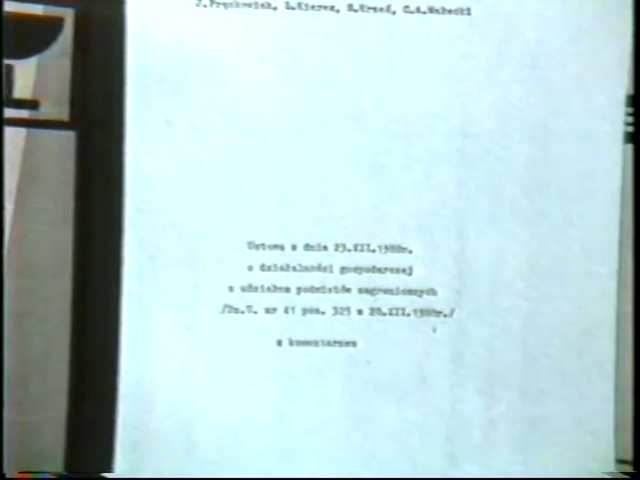 Ustawa z dnia 23.XII.1988r.
o działalności gospodarczej
z udziałem podmiotów zagranicznych
/Dz.U. nr 41 poz. 325 z 28.XII.1988r./
z komentarzem